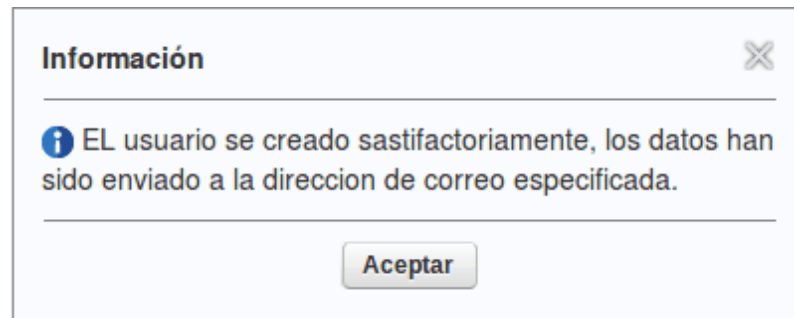 Información
EL usuario se creado sastifactoriamente, los datos han
sido enviado a la direccion de correo especificada.
Aceptar